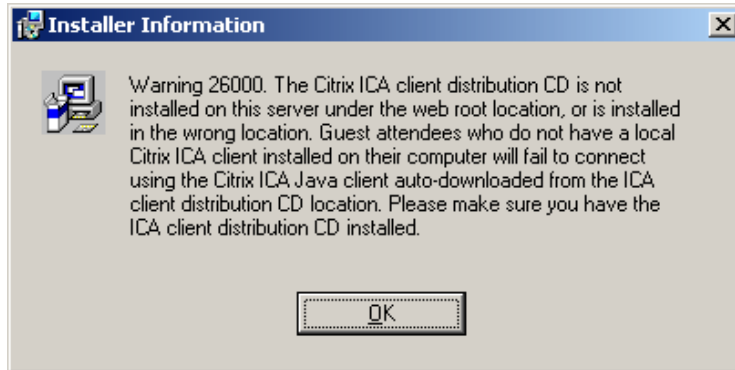 Installer Information
Warning 26000. The Citrix ICA client distribution CD is not
installed on this server under the web root location, or is installed
in the wrong location. Guest attendees who do not have a local
Citrix ICA client installed on their computer will fail to connect
using the Citrix ICA Java client auto-downloaded from the ICA
client distribution CD location. Please make sure you have the
ICA client distribution CD installed.
OK